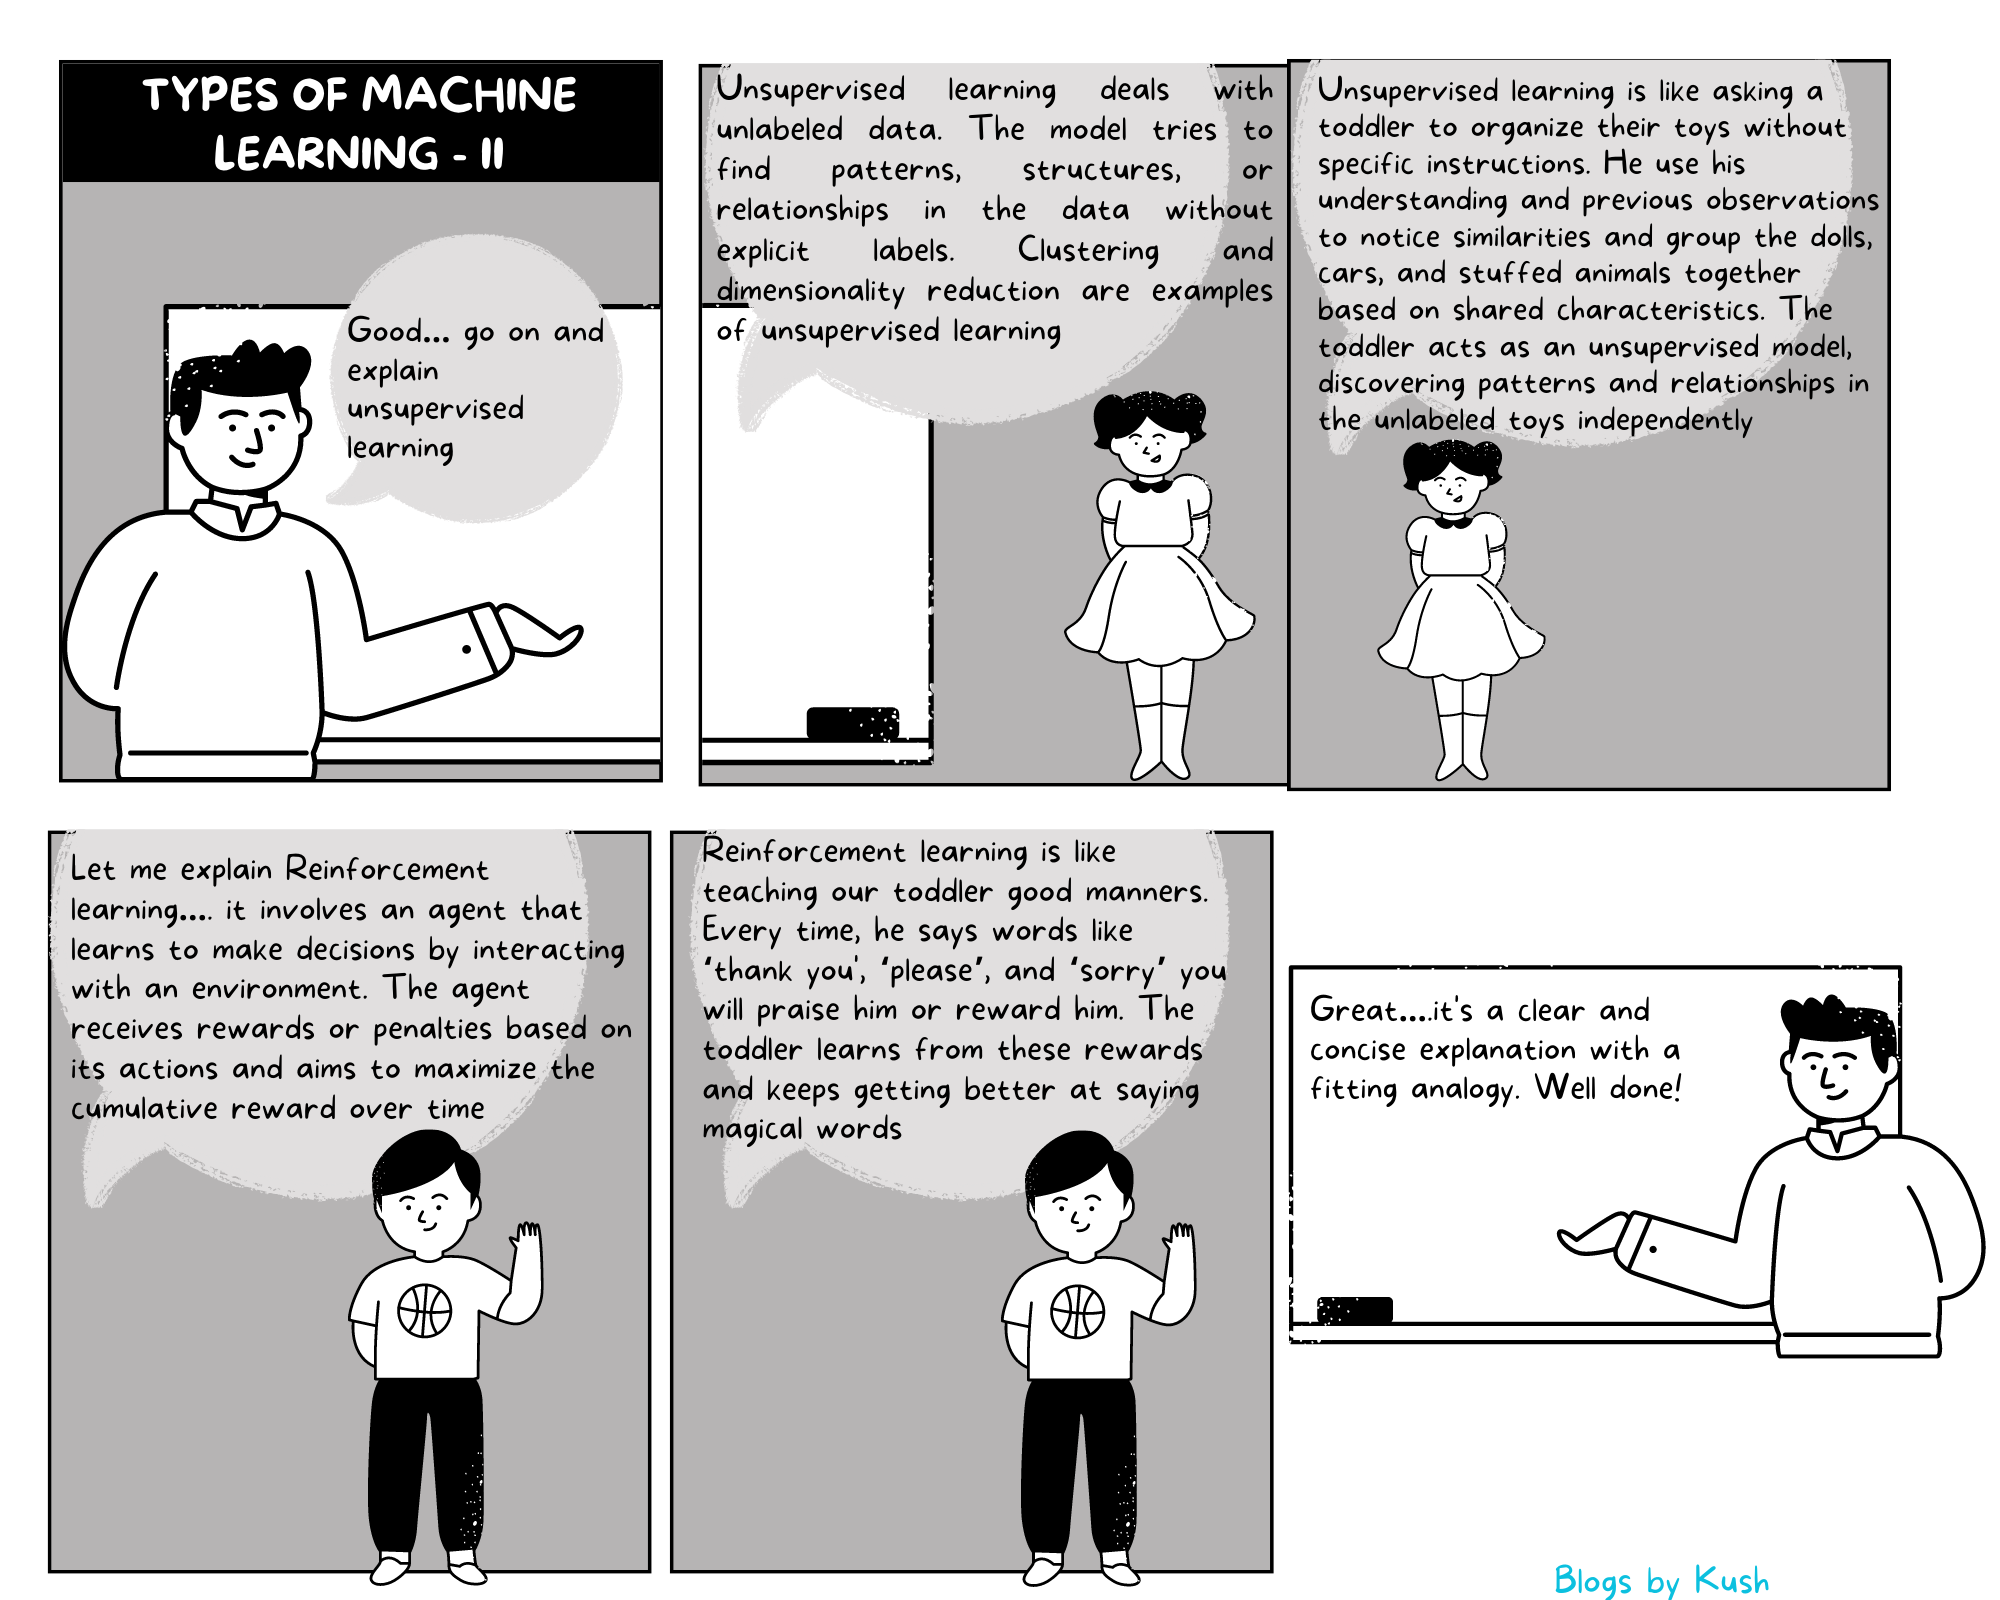 TYPES OF MACHINE
LEARNING - II
Good... go on and
explain
unsupervised
learning
Unsupervised learning deals with
unlabeled data. The model tries to
find patterns, structures, or
relationships in the data without
explicit labels. Clustering and
dimensionality reduction are examples
of unsupervised learning
Unsupervised learning is like asking a
toddler to organize their toys without
specific instructions. He use his
understanding and previous observations
to notice similarities and group the dolls,
cars, and stuffed animals together
based on shared characteristics. The
toddler acts as an unsupervised model,
discovering patterns and relationships in
the unlabeled toys independently
Let me explain Reinforcement
learning.... it involves an agent that
learns to make decisions by interacting
with an environment. The agent
receives rewards or penalties based on
its actions and aims to maximize the
cumulative reward over time
Reinforcement learning is like
teaching our toddler good manners.
Every time, he says words like
‘thank you', ‘please’, and ‘sorry’ you
will praise him or reward him. The
toddler learns from these rewards
and keeps getting better at saying
magical words
Great....it's a clear and
concise explanation with a
fitting analogy. Well done!
Blogs by Kush